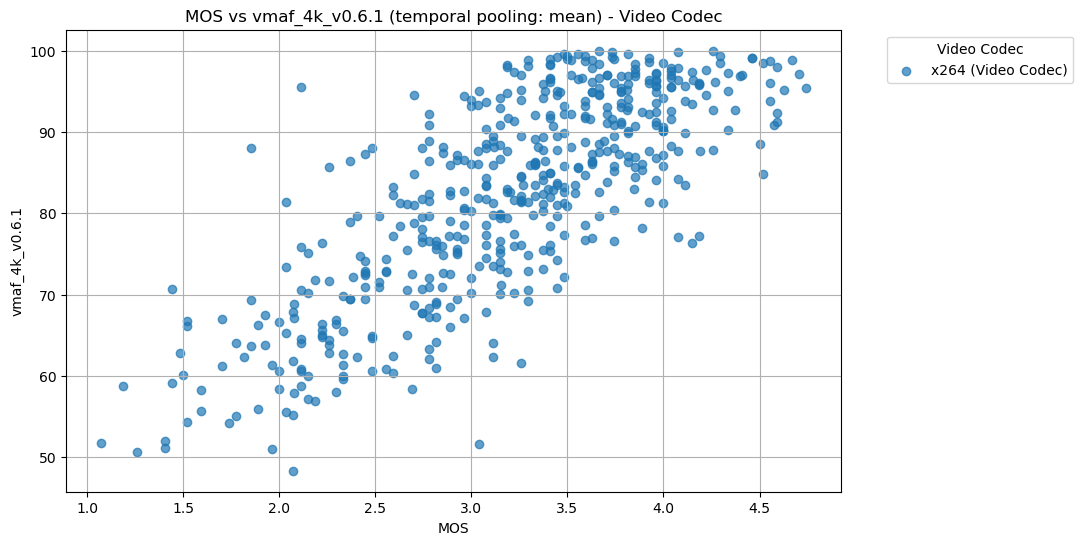 MOS vs vmaf_4k_v0.6.1 (temporal pooling: mean) - Video Codec
Video Codec
x264 (Video Codec)
vmaf_4k_v0.6.1
100
90
80
70
60
50
1.0 1.5 2.0 2.5 3.0 3.5 4.0 4.5
MOS